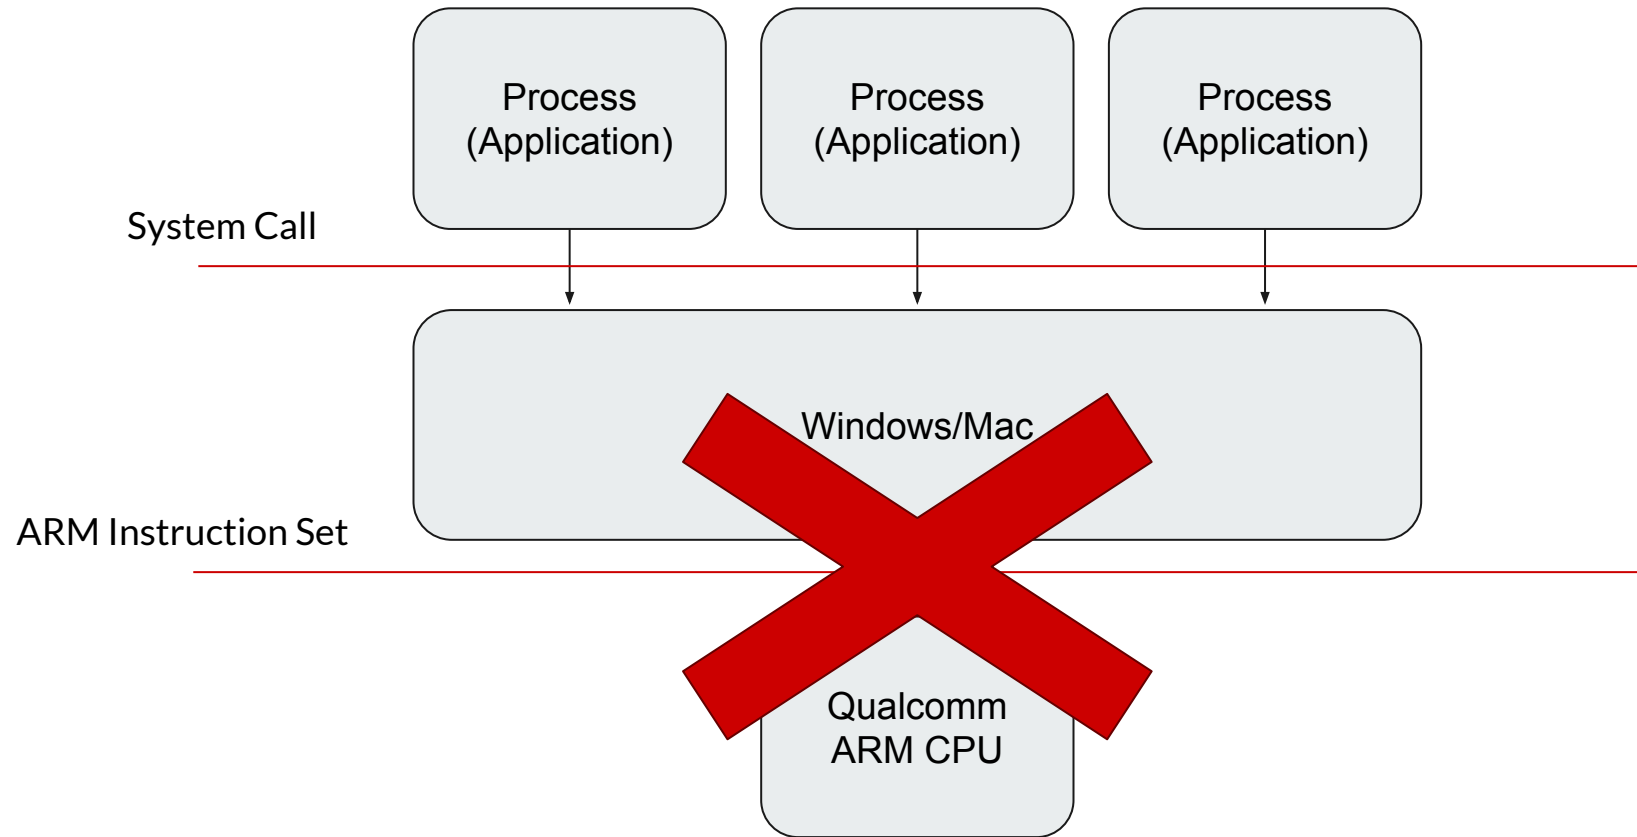 Process
(Application)
Process
(Application)
Process
(Application)
System Call
Windows/Mac
ARM Instruction Set
Qualcomm
ARM CPU